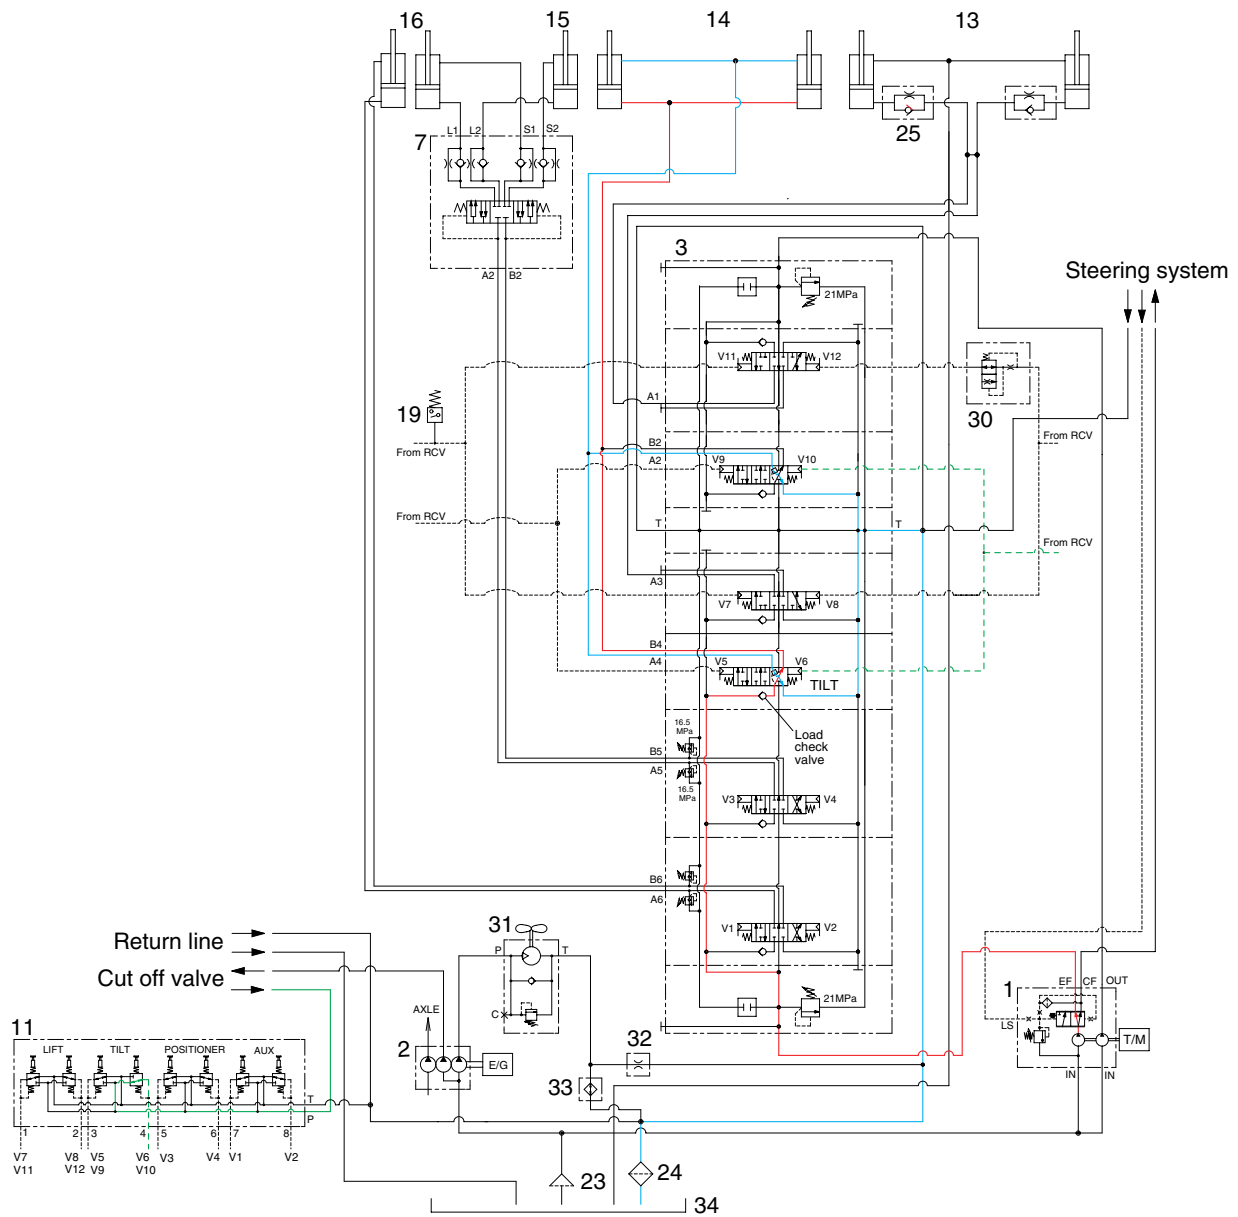 16 15 14 13
L1 L2 S1 S2
25
7
3
A2 B2
Steering system
21MPa
V11 V12
19
A1
30
From RCV
From RCV
B2
A2 V9 V10
From RCV
T T
From RCV
A3
V7 V8
B4
A4 V5 V6
TILT
16.5
MPa
Load
check
valve
B5
A5
16.5
MPa
V3 V4
B6
A6
V1 V2
31
P T
Return line
Cut off valve
EF CF OUT
1
21MPa
C
LS
AXLE
11
2
32
T/M
LIFT TILT POSITIONER AUX
E/G
IN IN
33
T
P
1 2 3 4 5 6 7 8
V7 V8 V5 V6 V3 V4 V1 V2
V11 V12 V9 V10
23 24
34